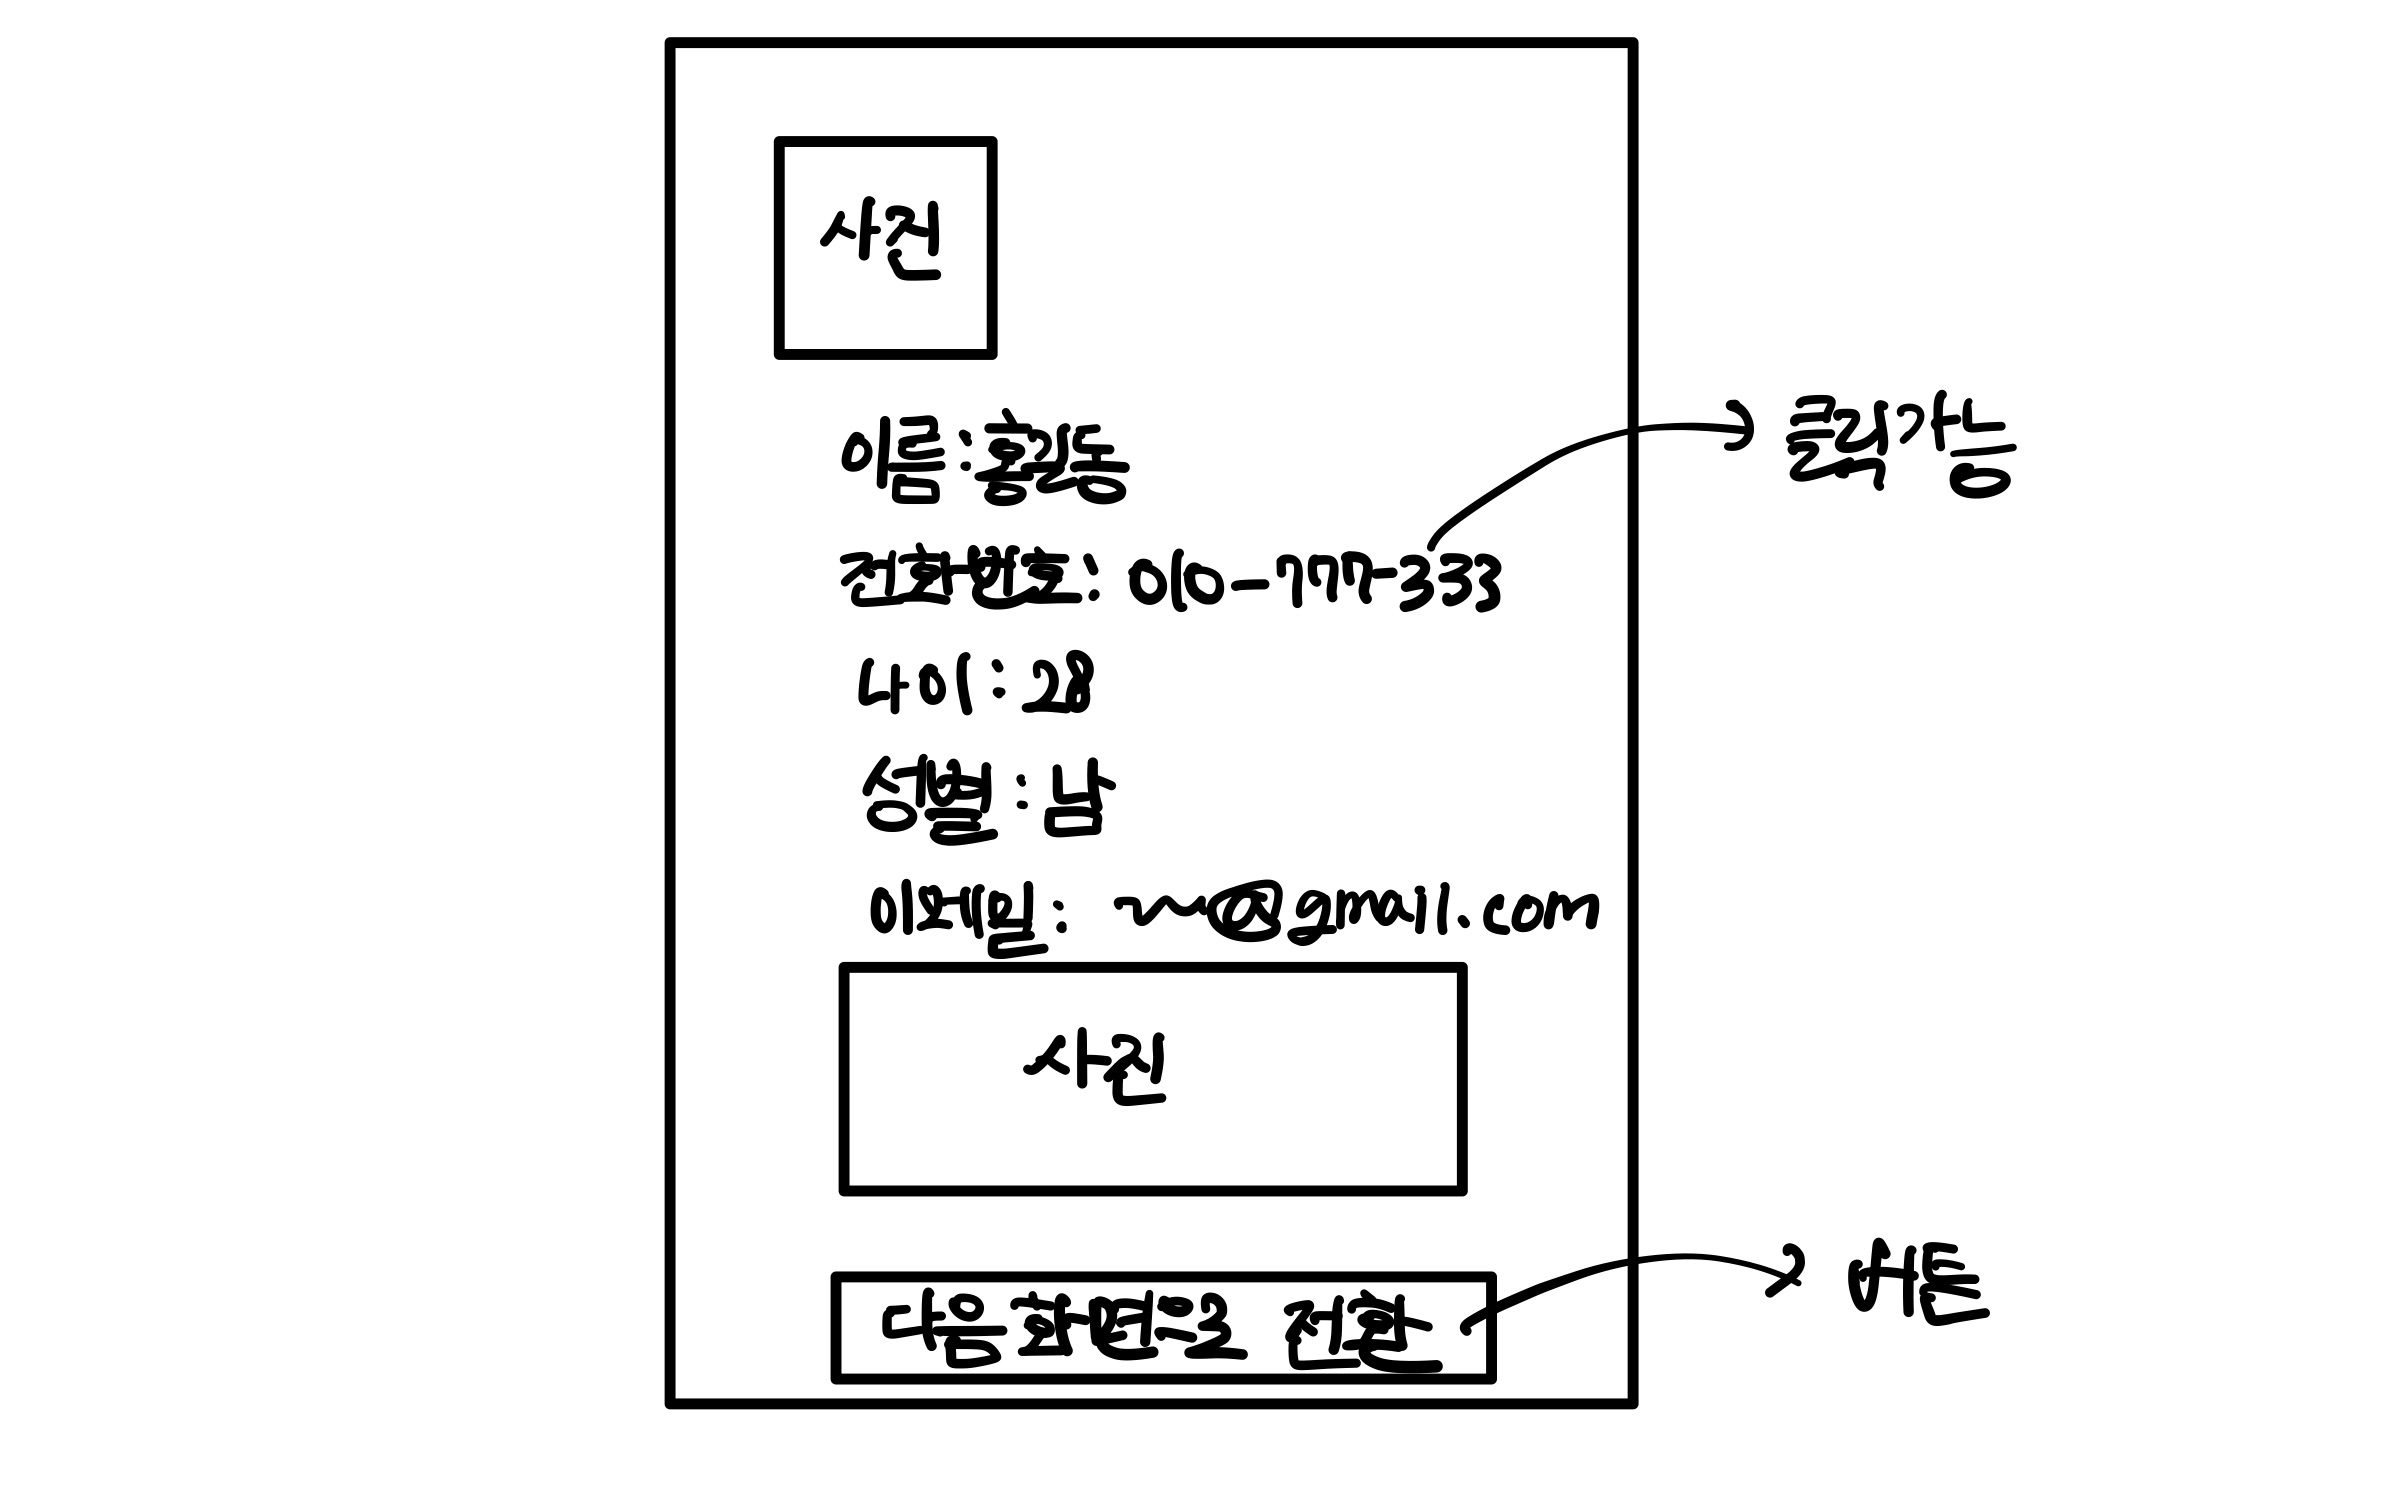 사진
이름 : 홍길동
클릭 가능
전화번호 : 010-777-333
나이 : 28
성별 : 남
이메일 : ~@gmail.com
사진
다음 화면으로 전환
버튼